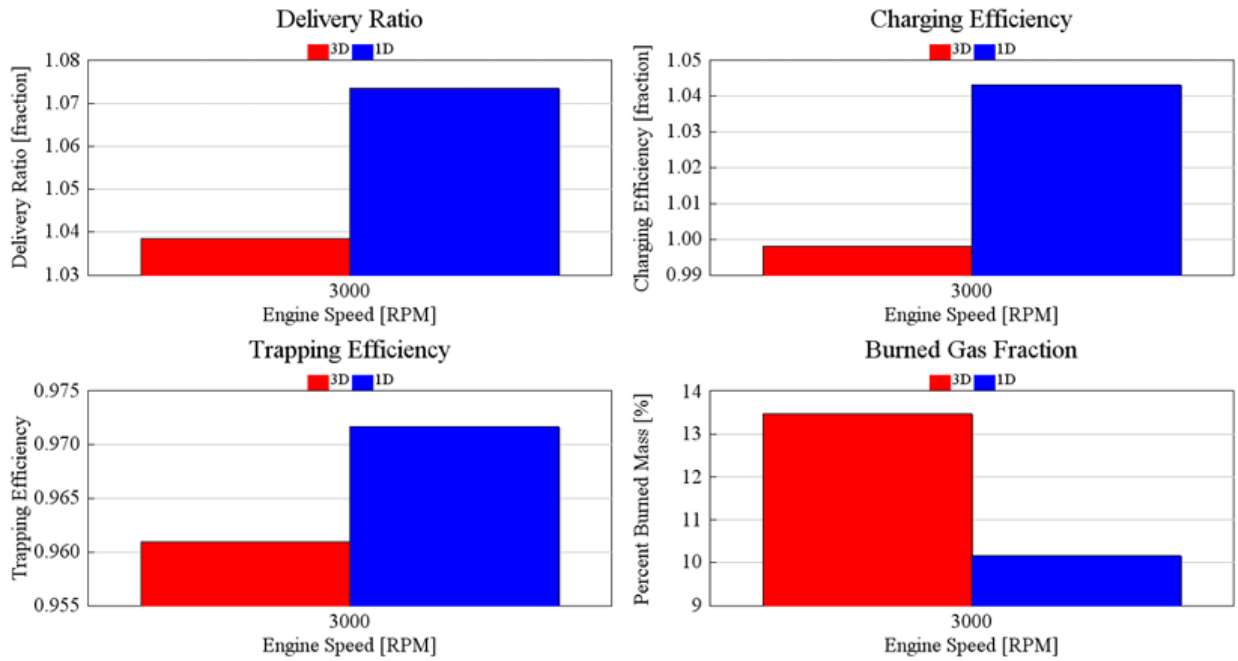 Delivery Ratio
3D 1D
Delivery Ratio [fraction]
1.08
1.07
1.06
1.05
1.04
1.03
3000
Engine Speed [RPM]
Charging Efficiency
3D 1D
Charging Efficiency [fraction]
1.05
1.04
1.03
1.02
1.01
1.00
0.99
3000
Engine Speed [RPM]
Trapping Efficiency
3D 1D
Trapping Efficiency
0.975
0.970
0.965
0.960
0.955
3000
Engine Speed [RPM]
Burned Gas Fraction
3D 1D
Percent Burned Mass [%]
14
13
12
11
10
9
3000
Engine Speed [RPM]